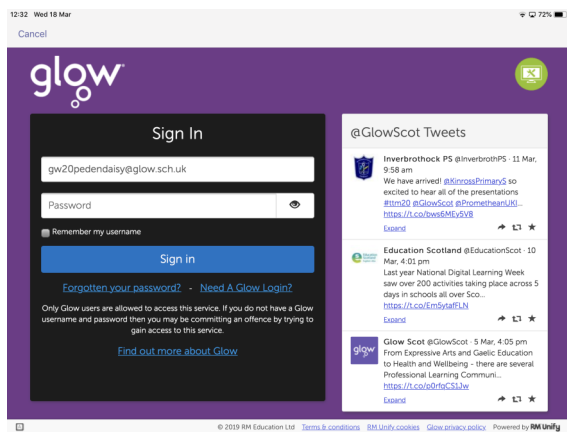 12:32 Wed 18 Mar
72%
Cancel
glow
Sign In
gw20pedendaisy@glow.sch.uk
Password
Remember my username
Sign in
Forgotten your password? - Need A Glow Login?
Only Glow users are allowed to access this service. If you do not have a Glow
username and password then you may be committing an offence by trying to
gain access to this service.
Find out more about Glow
@GlowScot Tweets
Inverbrothock PS @InverbrothPS · 11 Mar,
9:58 am
We have arrived! @KinrossPrimaryS so
excited to hear all of the presentations
#ttm20 @GlowScot @PrometheanUKI...
https://t.co/bws6MEy5V8
Expand
Education Scotland @EducationScot · 10
Mar, 4:01 pm
Last year National Digital Learning Week
saw over 200 activities taking place across 5
days in schools all over Sco...
https://t.co/Em5ytafFLN
Expand
glow
Glow Scot @GlowScot · 5 Mar, 4:05 pm
From Expressive Arts and Gaelic Education
to Health and Wellbeing - there are several
Professional Learning Communi...
https://t.co/p0rfqCS1Jw
Expand
© 2019 RM Education Ltd Terms & conditions RM Unify cookies Glow privacy policy Powered by RM Unify